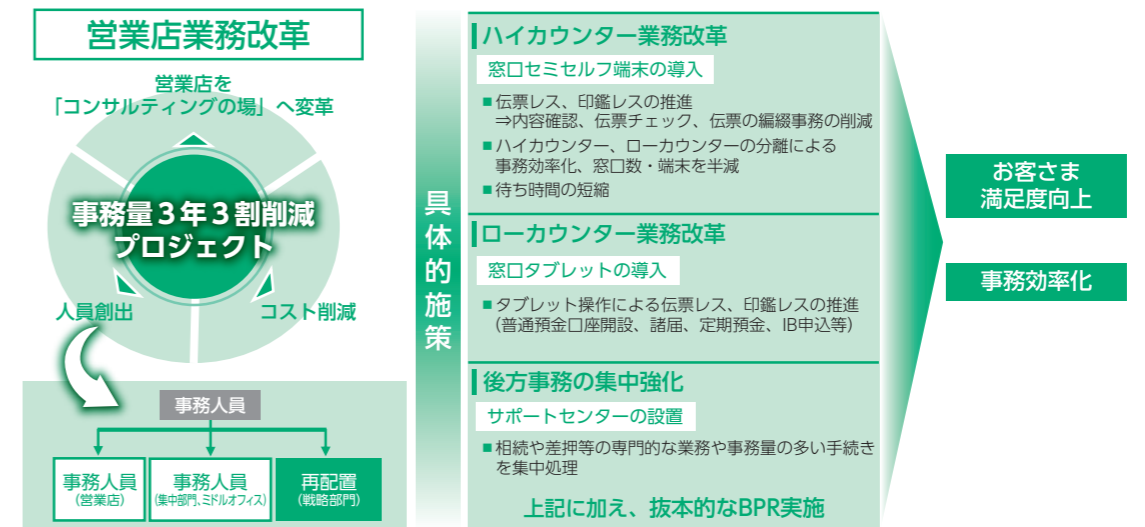 営業店業務改革
営業店を
「コンサルティングの場」へ変革
事務量3年3割削減
プロジェクト
人員創出
コスト削減
事務人員
事務人員
(営業店)
事務人員
(集中部門、ミドルオフィス)
再配置
(戦略部門)
具体的施策
ハイカウンター業務改革
窓口セミセルフ端末の導入
■伝票レス、印鑑レスの推進
⇒内容確認、伝票チェック、伝票の編綴事務の削減
■ハイカウンター、ローカウンターの分離による
事務効率化、窓口数・端末を半減
■待ち時間の短縮
ローカウンター業務改革
窓口タブレットの導入
■タブレット操作による伝票レス、印鑑レスの推進
(普通預金口座開設、諸届、定期預金、IB申込等)
後方事務の集中強化
サポートセンターの設置
■相続や差押等の専門的な業務や事務量の多い手続き
を集中処理
上記に加え、抜本的なBPR実施
お客さま
満足度向上
事務効率化